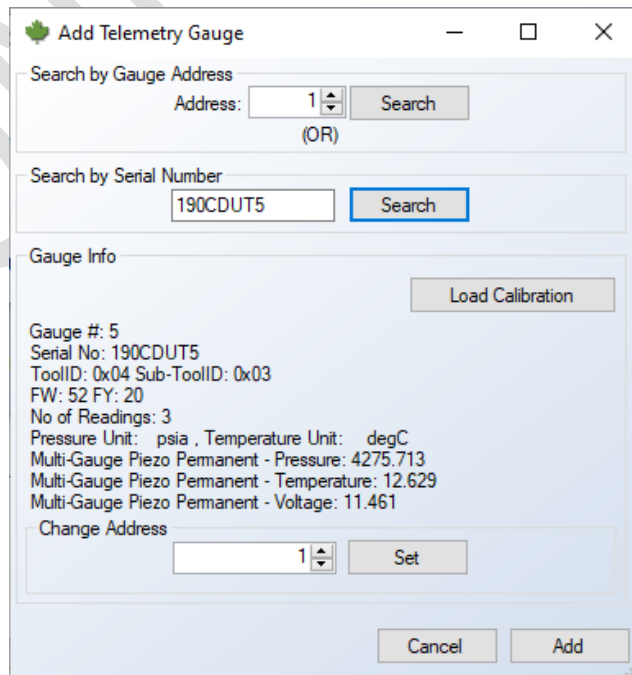 Add Telemetry Gauge
Search by Gauge Address
Address: 1 Search
(OR)
Search by Serial Number
190CDUT5 Search
Gauge Info
Load Calibration
Gauge #: 5
Serial No: 190CDUT5
ToolID: 0x04 Sub-ToolID: 0x03
FW: 52 FY: 20
No of Readings: 3
Pressure Unit: psia , Temperature Unit: degC
Multi-Gauge Piezo Permanent - Pressure: 4275.713
Multi-Gauge Piezo Permanent - Temperature: 12.629
Multi-Gauge Piezo Permanent - Voltage: 11.461
Change Address
1 Set
Cancel Add